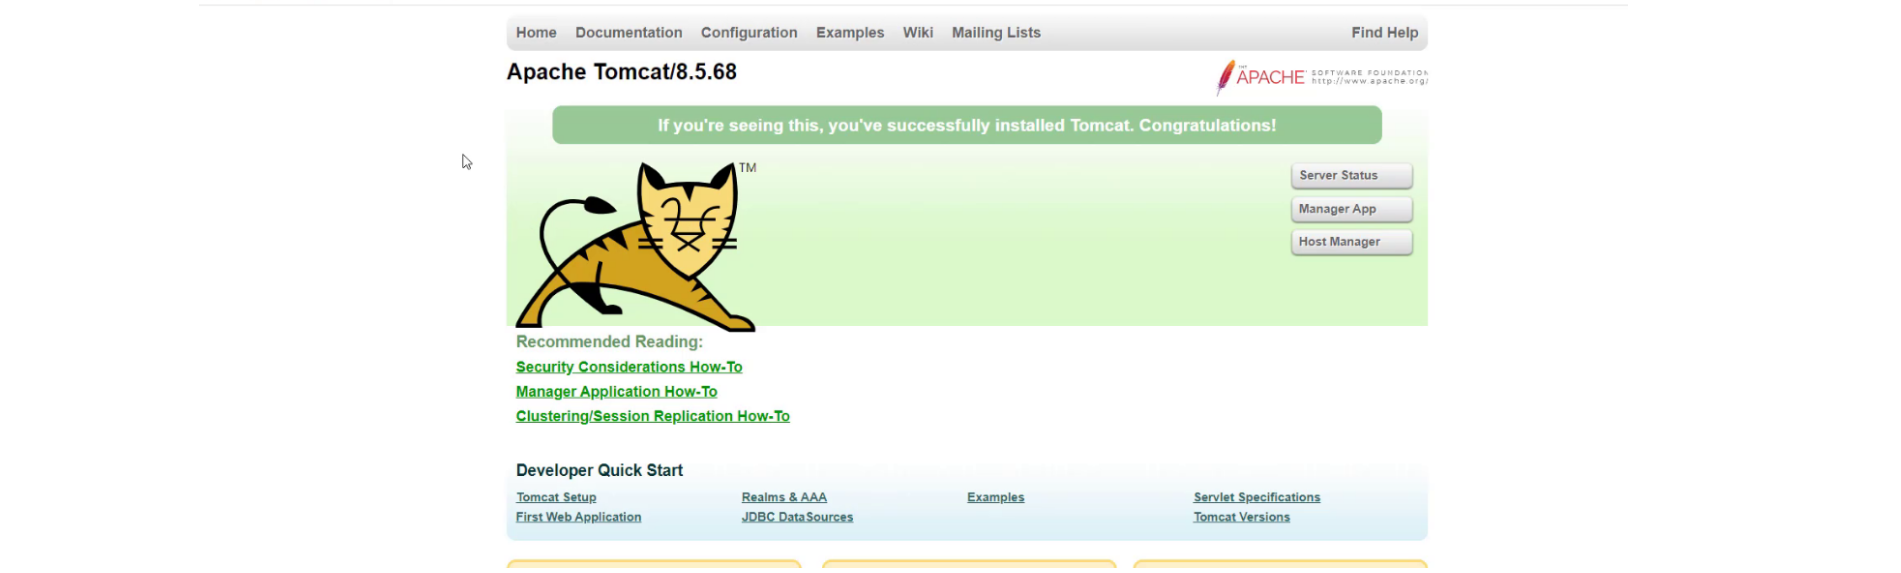 Home Documentation Configuration Examples Wiki Mailing Lists Find Help
Apache Tomcat/8.5.68
THE APACHE SOFTWARE FOUNDATION
http://www.apache.org/
If you're seeing this, you've successfully installed Tomcat. Congratulations!
TM
Server Status
Manager App
Host Manager
Recommended Reading:
Security Considerations How-To
Manager Application How-To
Clustering/Session Replication How-To
Developer Quick Start
Tomcat Setup Realms & AAA Examples Servlet Specifications
First Web Application JDBC DataSources Tomcat Versions